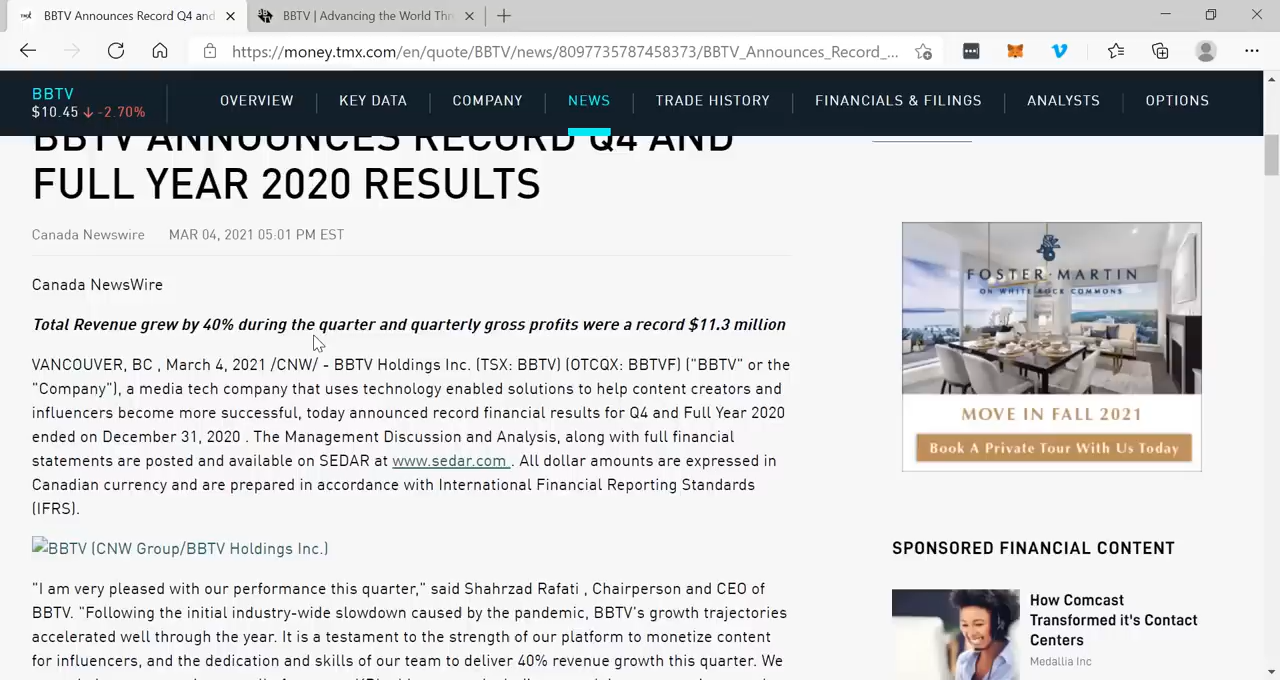 BBTV Announces Record Q4 and
BBTV | Advancing the World Thr
https://money.tmx.com/en/quote/BBTV/news/8097735787458373/BBTV_Announces_Record_...
BBTV
$10.45 ↓ -2.70%
OVERVIEW
KEY DATA
COMPANY
NEWS
TRADE HISTORY
FINANCIALS & FILINGS
ANALYSTS
OPTIONS
BBTV ANNOUNCES RECORD Q4 AND
FULL YEAR 2020 RESULTS
Canada Newswire MAR 04, 2021 05:01 PM EST
Canada NewsWire
Total Revenue grew by 40% during the quarter and quarterly gross profits were a record $11.3 million
VANCOUVER, BC , March 4, 2021 /CNW/ - BBTV Holdings Inc. (TSX: BBTV) (OTCQX: BBTVF) ("BBTV" or the
"Company"), a media tech company that uses technology enabled solutions to help content creators and
influencers become more successful, today announced record financial results for Q4 and Full Year 2020
ended on December 31, 2020 . The Management Discussion and Analysis, along with full financial
statements are posted and available on SEDAR at www.sedar.com . All dollar amounts are expressed in
Canadian currency and are prepared in accordance with International Financial Reporting Standards
(IFRS).
BBTV (CNW Group/BBTV Holdings Inc.)
"I am very pleased with our performance this quarter," said Shahrzad Rafati , Chairperson and CEO of
BBTV. "Following the initial industry-wide slowdown caused by the pandemic, BBTV's growth trajectories
accelerated well through the year. It is a testament to the strength of our platform to monetize content
for influencers, and the dedication and skills of our team to deliver 40% revenue growth this quarter. We
FOSTER MARTIN
ON WHITE ROCK COMMONS
MOVE IN FALL 2021
Book A Private Tour With Us Today
SPONSORED FINANCIAL CONTENT
How Comcast
Transformed it's Contact
Centers
Medallia Inc